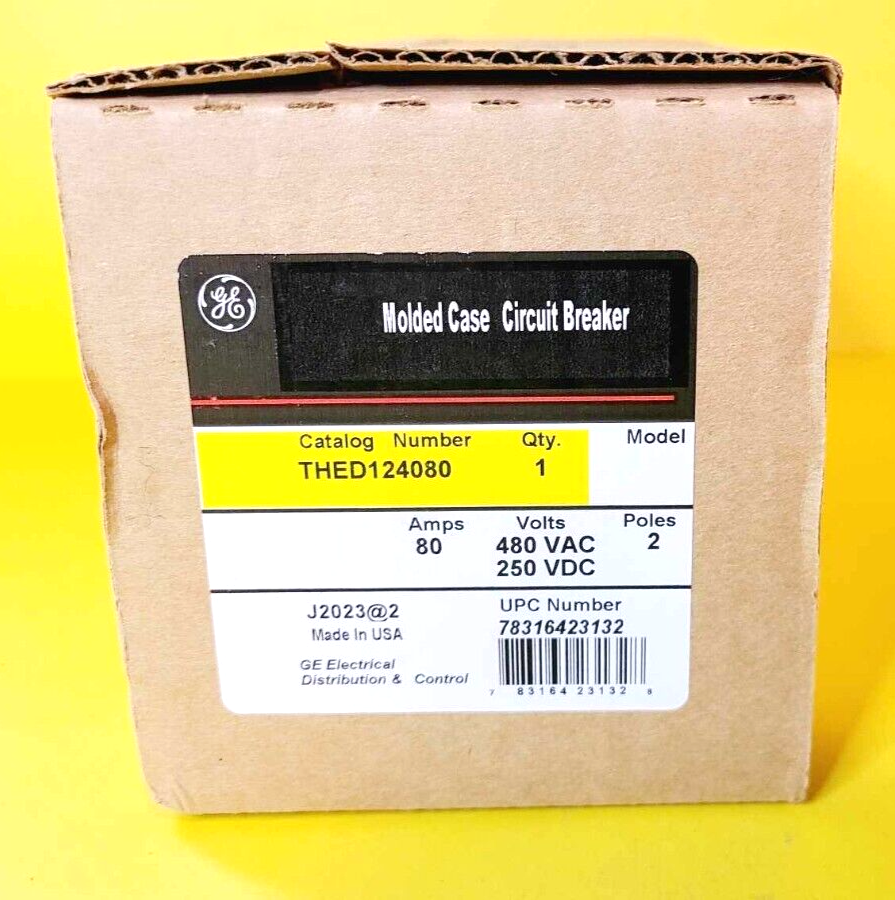 GE
Molded Case Circuit Breaker
Catalog Number Qty. Model
THED124080 1
Amps Volts Poles
80 480 VAC 2
250 VDC
J2023@2
Made In USA
GE Electrical
Distribution & Control
UPC Number
78316423132
7 83164 23132 8